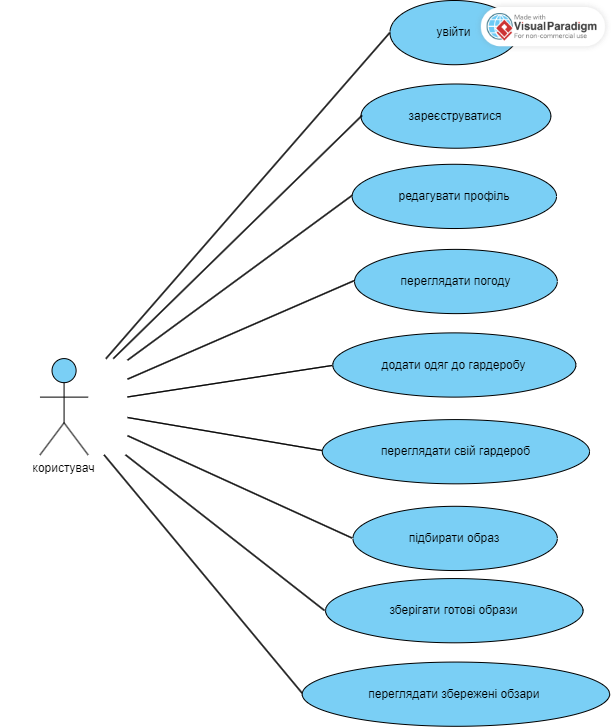 увійти
Made with
Visual Paradigm
For non-commercial use
зареєструватися
редагувати профіль
переглядати погоду
додати одяг до гардеробу
переглядати свій гардероб
користувач
підбирати образ
зберігати готові образи
переглядати збережені обзари